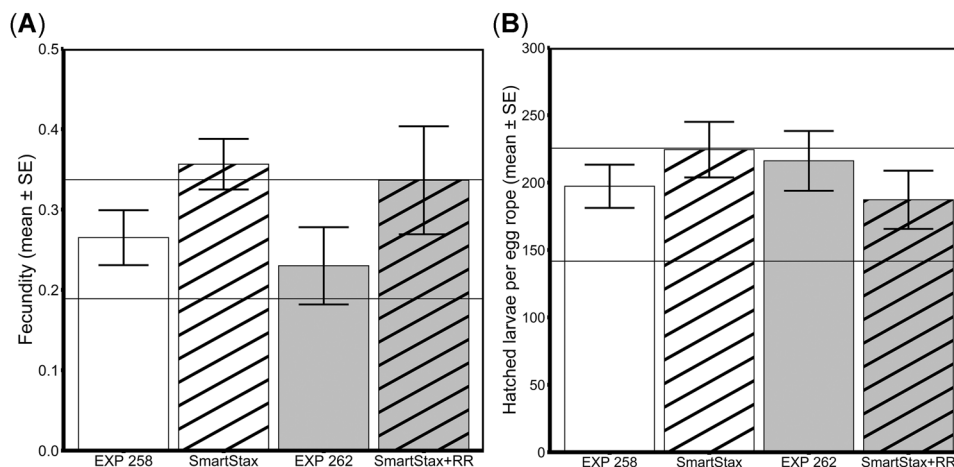 (A)
Fecundity (mean ± SE)
0.5
0.4
0.3
0.2
0.1
0.0
EXP 258 SmartStax EXP 262 SmartStax+RR
(B)
Hatched larvae per egg rope (mean ± SE)
300
250
200
150
100
50
0
EXP 258 SmartStax EXP 262 SmartStax+RR